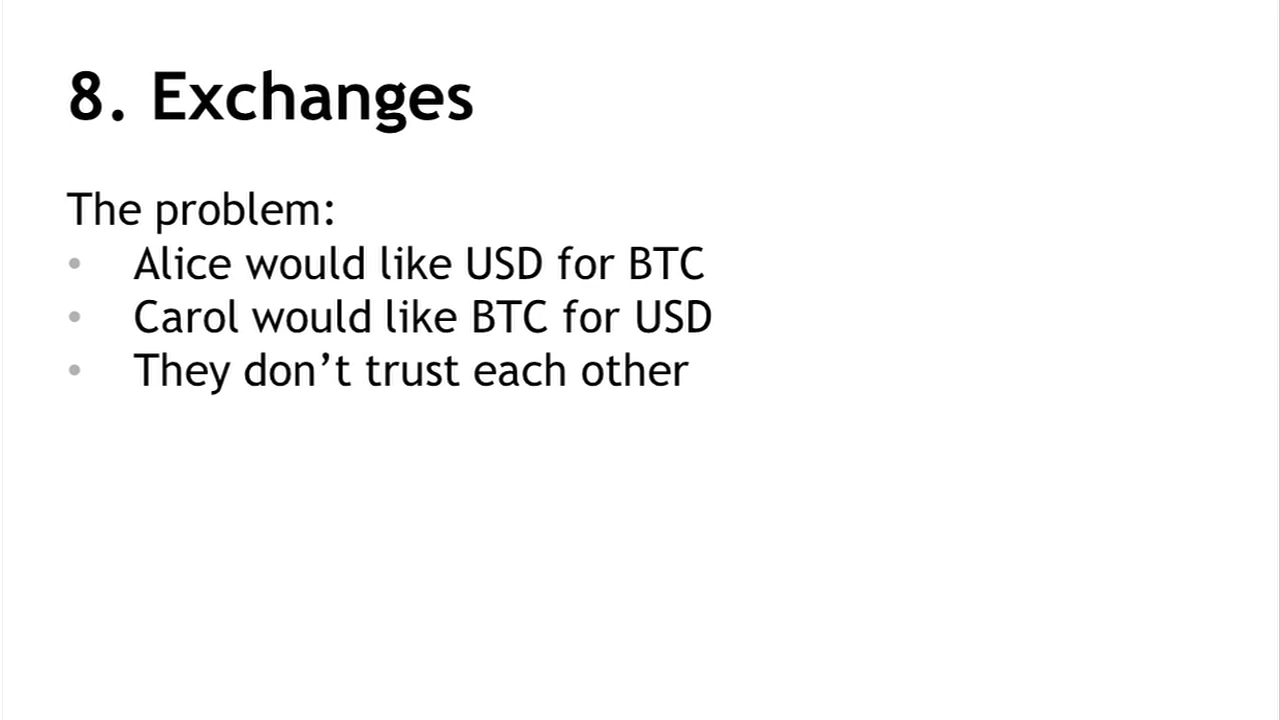 8. Exchanges
The problem:
• Alice would like USD for BTC
• Carol would like BTC for USD
• They don’t trust each other